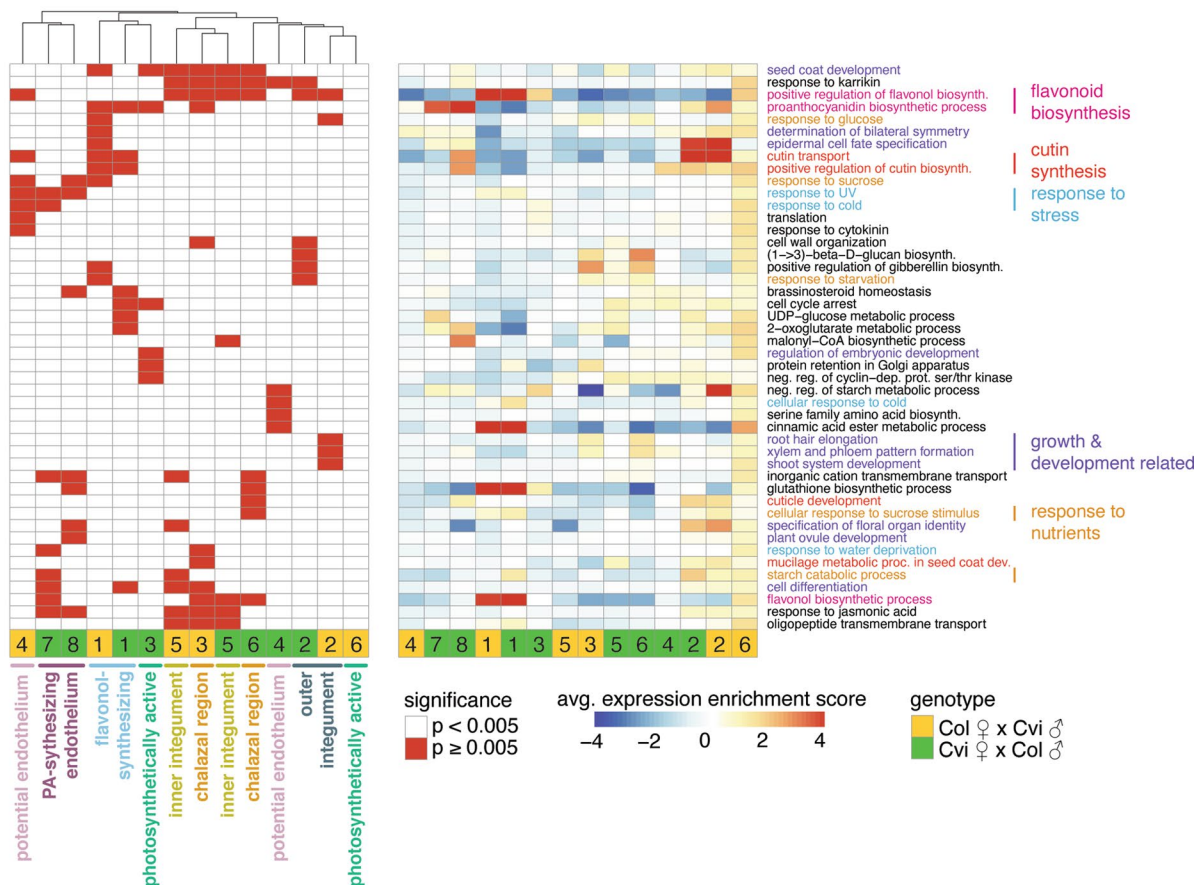 seed coat development
response to karrikin
positive regulation of flavonol biosynth.
proanthocyanidin biosynthetic process
response to glucose
determination of bilateral symmetry
epidermal cell fate specification
cutin transport
positive regulation of cutin biosynth.
response to sucrose
response to UV
response to cold
translation
response to cytokinin
cell wall organization
(1->3)-beta-D-glucan biosynth.
positive regulation of gibberellin biosynth.
response to starvation
brassinosteroid homeostasis
cell cycle arrest
UDP-glucose metabolic process
2-oxoglutarate metabolic process
malonyl-CoA biosynthetic process
regulation of embryonic development
protein retention in Golgi apparatus
neg. reg. of cyclin-dep. prot. ser/thr kinase
neg. reg. of starch metabolic process
cellular response to cold
serine family amino acid biosynth.
cinnamic acid ester metabolic process
root hair elongation
xylem and phloem pattern formation
shoot system development
inorganic cation transmembrane transport
glutathione biosynthetic process
cuticle development
cellular response to sucrose stimulus
specification of floral organ identity
plant ovule development
response to water deprivation
mucilage metabolic proc. in seed coat dev.
starch catabolic process
cell differentiation
flavonol biosynthetic process
response to jasmonic acid
oligopeptide transmembrane transport
flavonoid
biosynthesis
cutin
synthesis
response to
stress
growth &
development related
response to
nutrients
4 7 8 1 1 3 5 3 5 6 4 2 2 6
4 7 8 1 1 3 5 3 5 6 4 2 2 6
potential endothelium
PA-sythesizing
endothelium
flavonol-
synthesizing
photosynthetically active
inner integument
chalazal region
inner integument
chalazal region
potential endothelium
outer
integument
photosynthetically active
significance
p < 0.005
p ≥ 0.005
avg. expression enrichment score
−4 −2 0 2 4
genotype
Col ♀ x Cvi ♂
Cvi ♀ x Col ♂